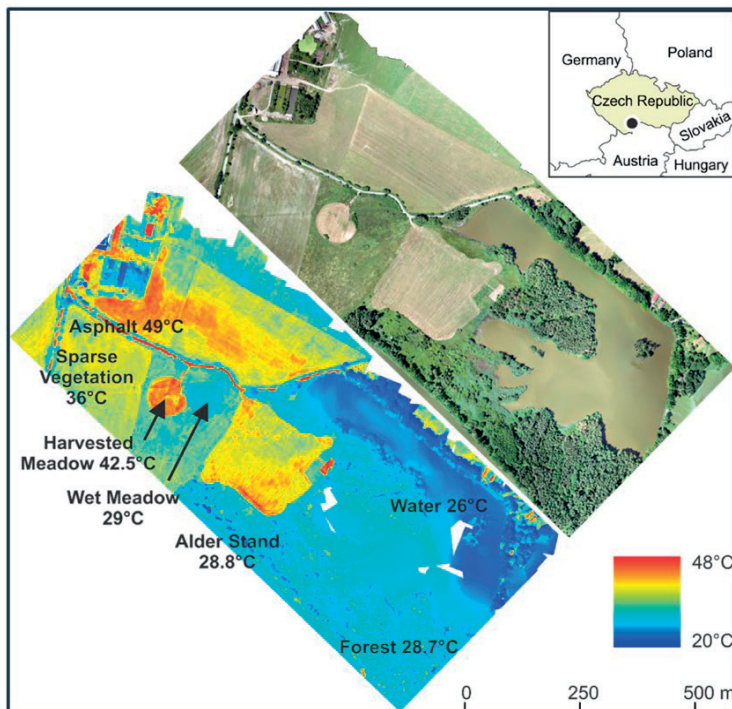 Germany
Poland
Czech Republic
Slovakia
Austria
Hungary
Asphalt 49°C
Sparse
Vegetation
36°C
Harvested
Meadow 42.5°C
Wet Meadow
29°C
Alder Stand
28.8°C
Water 26°C
Forest 28.7°C
48°C
20°C
0 250 500 m